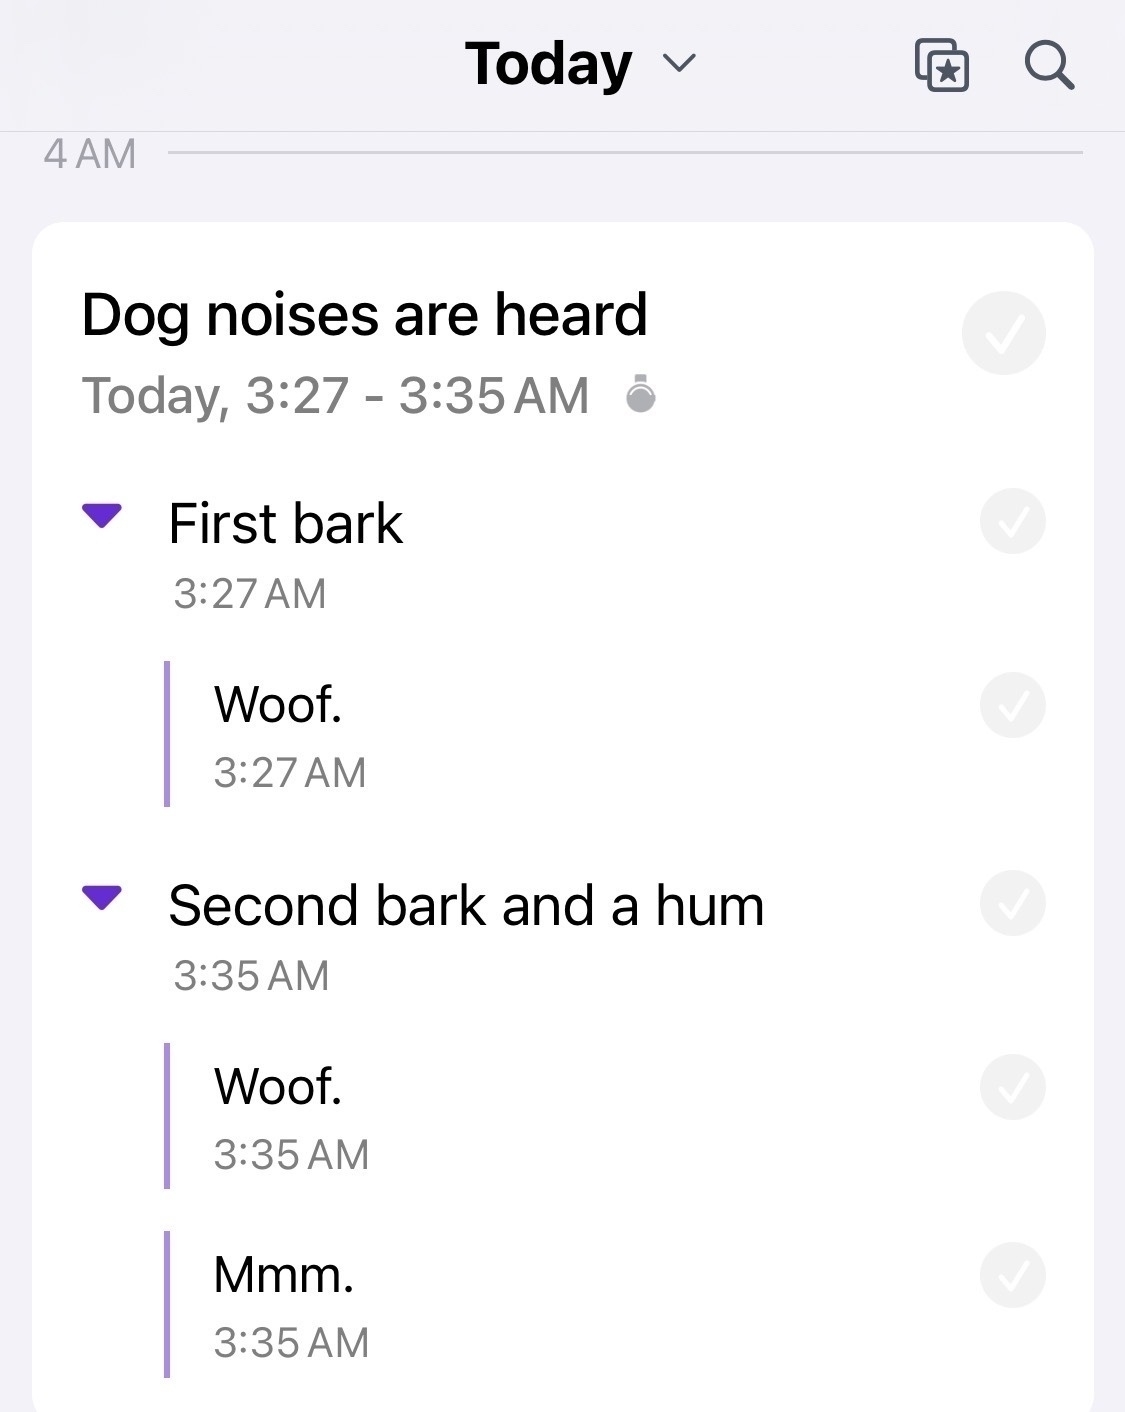 Today
4 AM
Dog noises are heard
Today, 3:27 - 3:35 AM
First bark
3:27 AM
Woof.
3:27 AM
Second bark and a hum
3:35 AM
Woof.
3:35 AM
Mmm.
3:35 AM